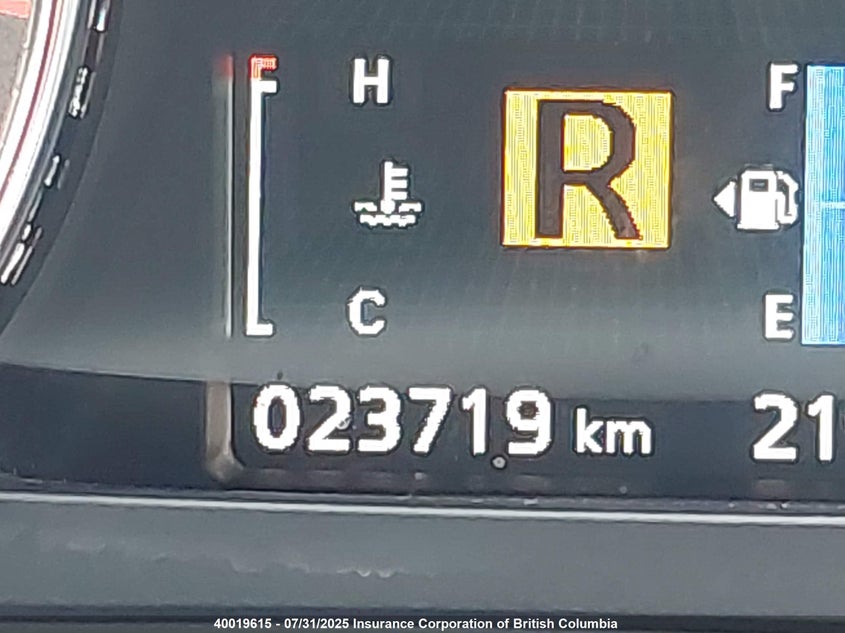 H
R
F
C
E
023719 km
21
40019615 - 07/31/2025 Insurance Corporation of British Columbia